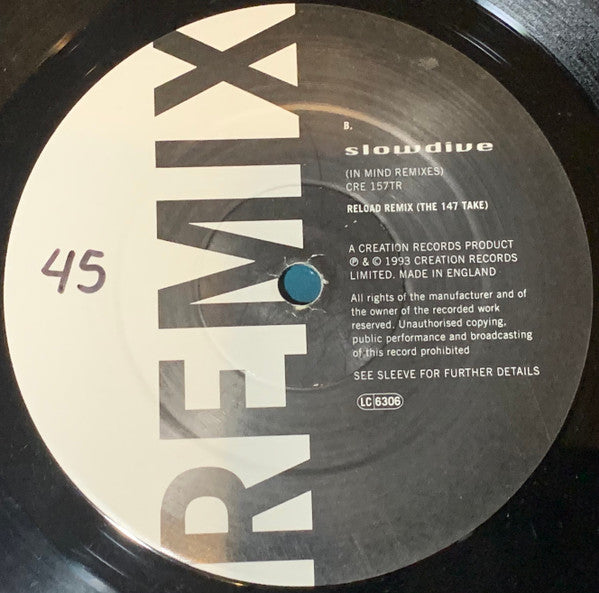 REMIX
45
B.
slowdive
(IN MIND REMIXES)
CRE 157TR
RELOAD REMIX (THE 147 TAKE)
A CREATION RECORDS PRODUCT
℗ & © 1993 CREATION RECORDS
LIMITED. MADE IN ENGLAND
All rights of the manufacturer and of
the owner of the recorded work
reserved. Unauthorised copying,
public performance and broadcasting
of this record prohibited
SEE SLEEVE FOR FURTHER DETAILS
LC 6306